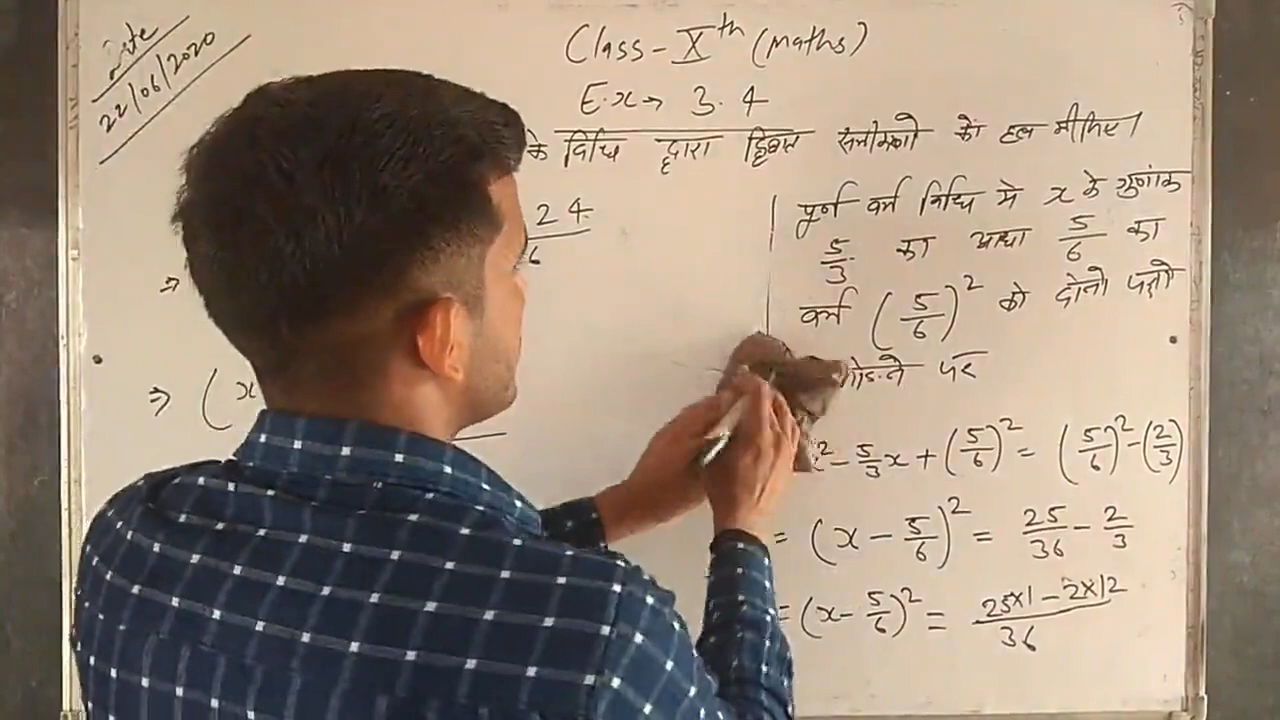 Date
22/06/2020
Class - Xth (Maths)
E.x → 3.4
के विधि द्वारा द्विघात समीकरणो को हल कीजिए।
24
6
⇒
⇒ (x
पूर्ण वर्ग विधि मे x के गुणांक
5/3 का आधा 5/6 का
वर्ग (5/6)² को दोनो पक्षो
जोड़ने पर
x² - 5/3 x + (5/6)² = (5/6)² - (2/3)
= (x - 5/6)² = 25/36 - 2/3
= (x - 5/6)² = 25×1 - 2×12 / 36